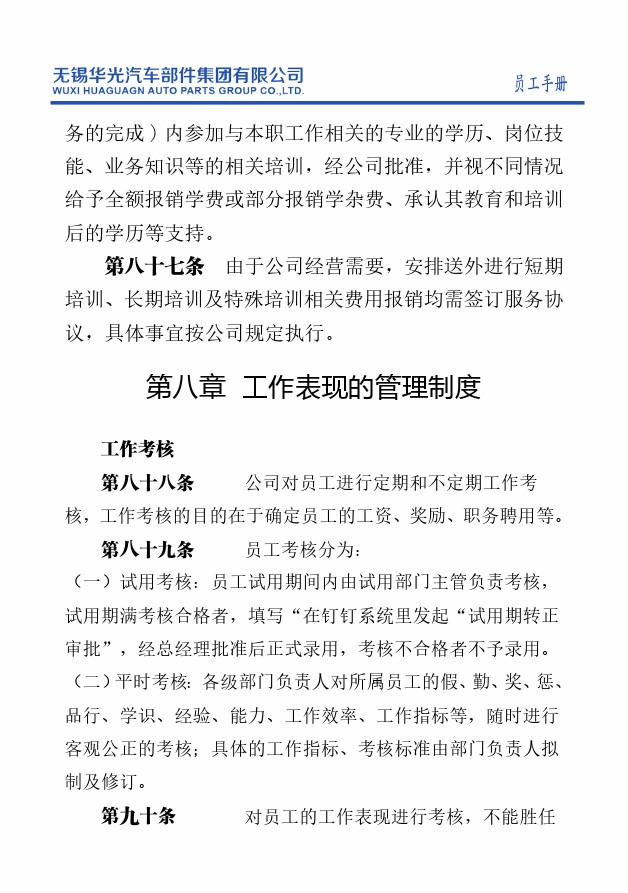 无锡华光汽车部件集团有限公司
WUXI HUAGUAGN AUTO PARTS GROUP CO.,LTD.
员工手册
务的完成）内参加与本职工作相关的专业的学历、岗位技
能、业务知识等的相关培训，经公司批准，并视不同情况
给予全额报销学费或部分报销学杂费、承认其教育和培训
后的学历等支持。
第八十七条 由于公司经营需要，安排送外进行短期
培训、长期培训及特殊培训相关费用报销均需签订服务协
议，具体事宜按公司规定执行。
第八章 工作表现的管理制度
工作考核
第八十八条 公司对员工进行定期和不定期工作考
核，工作考核的目的在于确定员工的工资、奖励、职务聘用等。
第八十九条 员工考核分为：
（一）试用考核：员工试用期间内由试用部门主管负责考核，
试用期满考核合格者，填写“在钉钉系统里发起“试用期转正
审批”，经总经理批准后正式录用，考核不合格者不予录用。
（二）平时考核：各级部门负责人对所属员工的假、勤、奖、惩、
品行、学识、经验、能力、工作效率、工作指标等，随时进行
客观公正的考核；具体的工作指标、考核标准由部门负责人拟
制及修订。
第九十条 对员工的工作表现进行考核，不能胜任